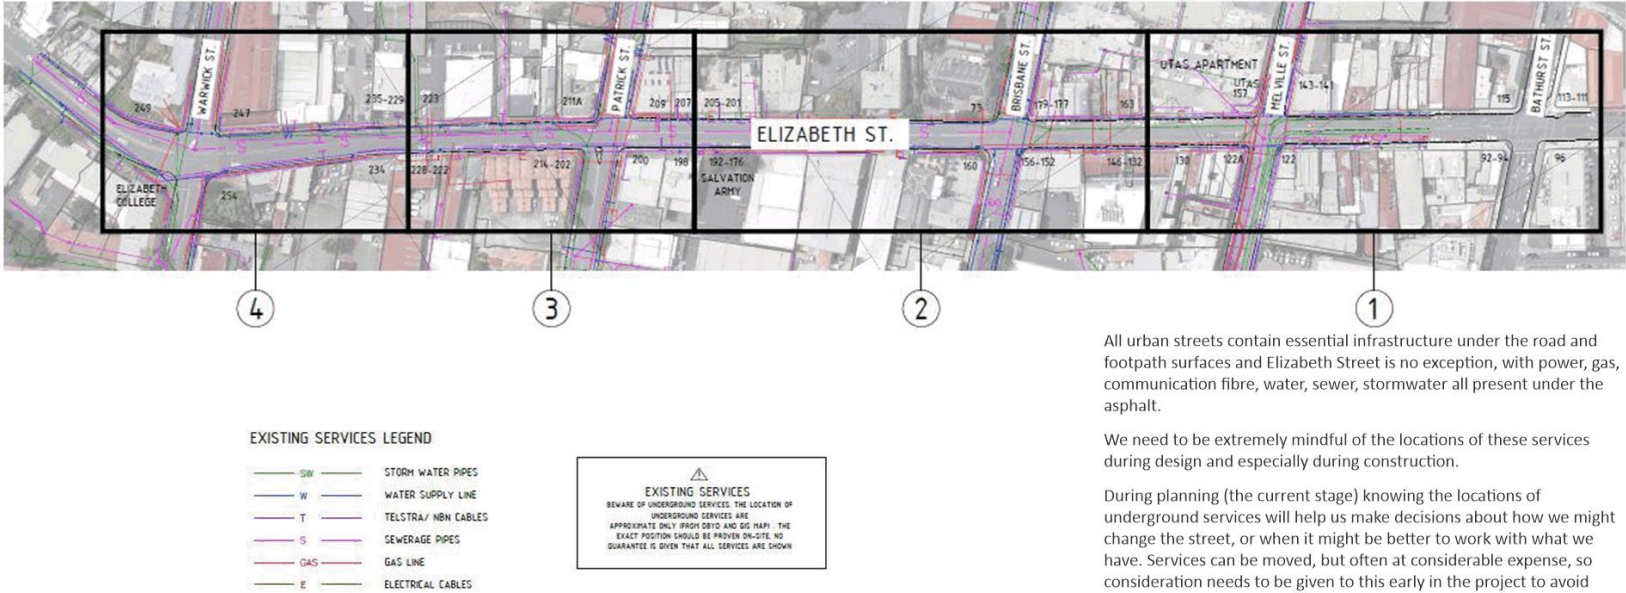 WARWICK ST.
PATRICK ST.
BRISBANE ST.
MELVILLE ST.
BATHURST ST.
UTAS APARTMENT
UTAS
157
143-141
115
113-111
249
247
235-229
223
211A
209
207
205-201
73
179-177
163
ELIZABETH ST.
ELIZABETH
COLLEGE
254
234
228-222
214-202
200
198
192-176
SALVATION
ARMY
160
156-152
146-132
130
122A
122
92-94
96
4
3
2
1
All urban streets contain essential infrastructure under the road and
footpath surfaces and Elizabeth Street is no exception, with power, gas,
communication fibre, water, sewer, stormwater all present under the
asphalt.
We need to be extremely mindful of the locations of these services
during design and especially during construction.
During planning (the current stage) knowing the locations of
underground services will help us make decisions about how we might
change the street, or when it might be better to work with what we
have. Services can be moved, but often at considerable expense, so
consideration needs to be given to this early in the project to avoid
EXISTING SERVICES LEGEND
SW STORM WATER PIPES
W WATER SUPPLY LINE
T TELSTRA/ NBN CABLES
S SEWERAGE PIPES
GAS GAS LINE
E ELECTRICAL CABLES
EXISTING SERVICES
BEWARE OF UNDERGROUND SERVICES. THE LOCATION OF
UNDERGROUND SERVICES ARE
APPROXIMATE ONLY (FROM DBYD AND GIS MAP). THE
EXACT POSITION SHOULD BE PROVEN ON-SITE. NO
GUARANTEE IS GIVEN THAT ALL SERVICES ARE SHOWN